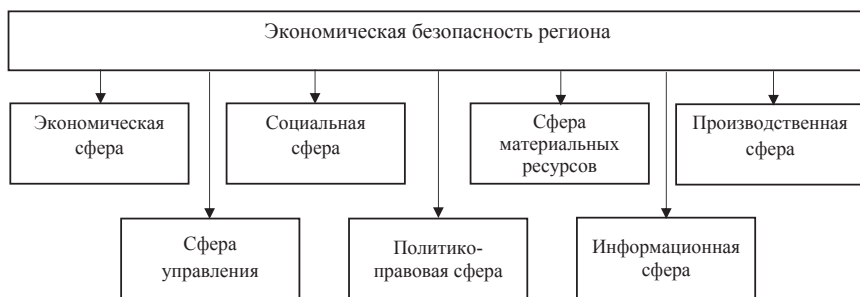 Экономическая безопасность региона
Экономическая
сфера
Социальная
сфера
Сфера
материальных
ресурсов
Производственная
сфера
Сфера
управления
Политико-
правовая сфера
Информационная
сфера